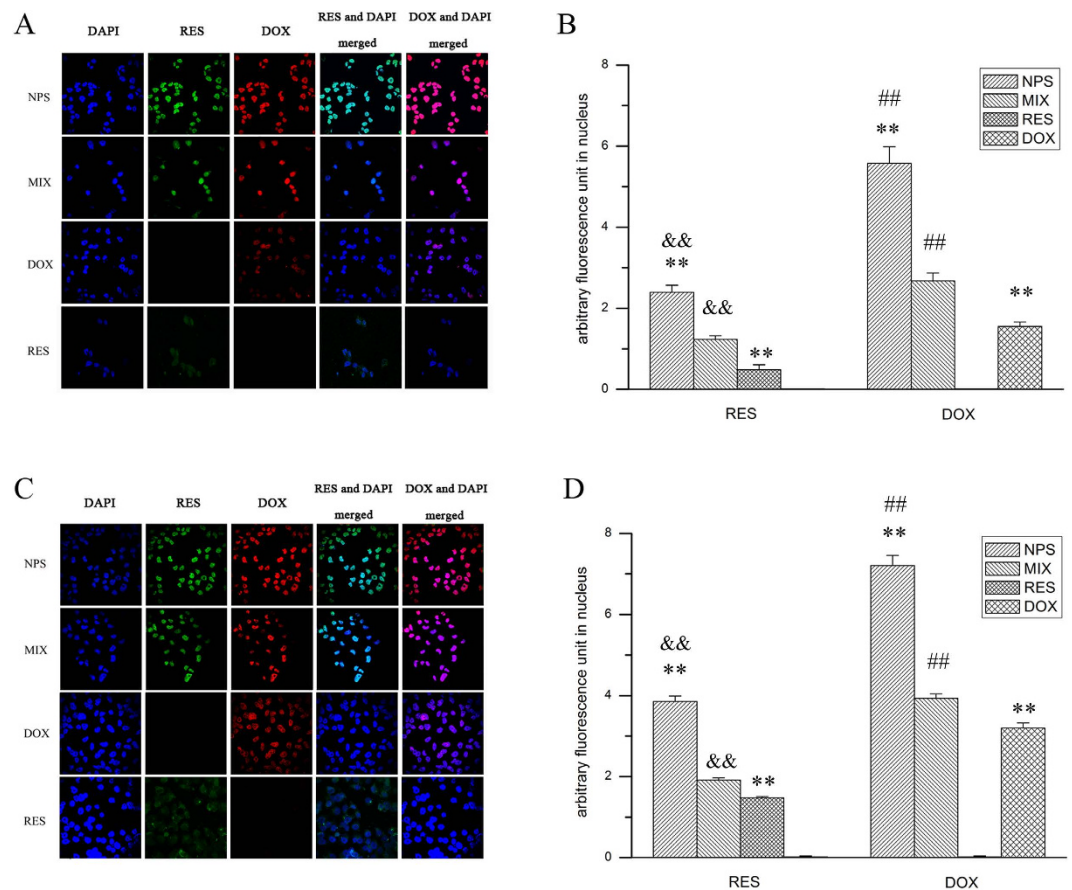 A
DAPI RES DOX RES and DAPI merged DOX and DAPI merged
NPS
MIX
DOX
RES
B
arbitrary fluorescence unit in nucleus
8
6
4
2
0
&&
**
&&
**
##
**
##
**
RES DOX
NPS
MIX
RES
DOX
C
DAPI RES DOX RES and DAPI merged DOX and DAPI merged
NPS
MIX
DOX
RES
D
arbitrary fluorescence unit in nucleus
8
6
4
2
0
&&
**
&&
**
##
**
##
**
RES DOX
NPS
MIX
RES
DOX